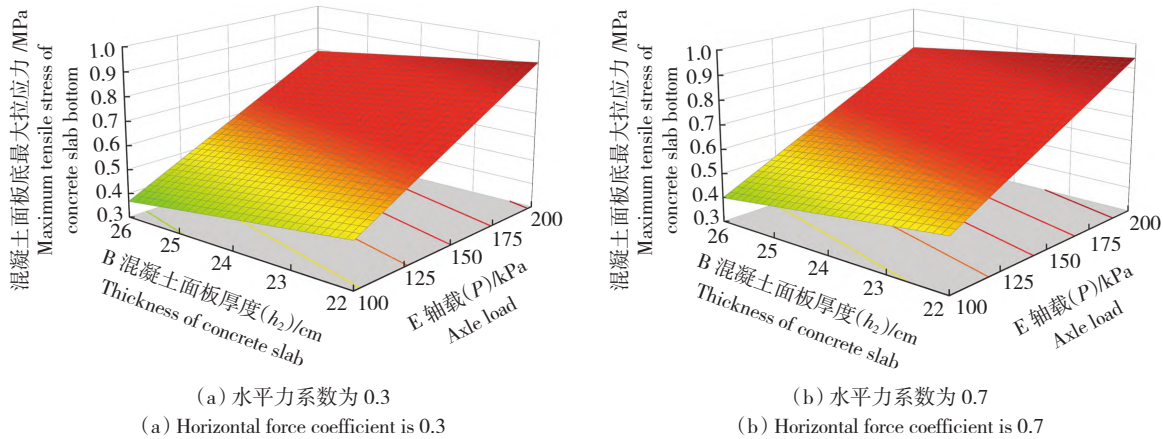 混凝土面板底最大拉应力 /MPa
Maximum tensile stress of
concrete slab bottom
1.0
0.9
0.8
0.7
0.6
0.5
0.4
0.3
26
25
24
23
22
B 混凝土面板厚度(h₂)/cm
Thickness of concrete slab
100
125
150
175
200
E 轴载(P)/kPa
Axle load
(a) 水平力系数为 0.3
(a) Horizontal force coefficient is 0.3
混凝土面板底最大拉应力 /MPa
Maximum tensile stress of
concrete slab bottom
1.0
0.9
0.8
0.7
0.6
0.5
0.4
0.3
26
25
24
23
22
B 混凝土面板厚度(h₂)/cm
Thickness of concrete slab
100
125
150
175
200
E 轴载(P)/kPa
Axle load
(b) 水平力系数为 0.7
(b) Horizontal force coefficient is 0.7